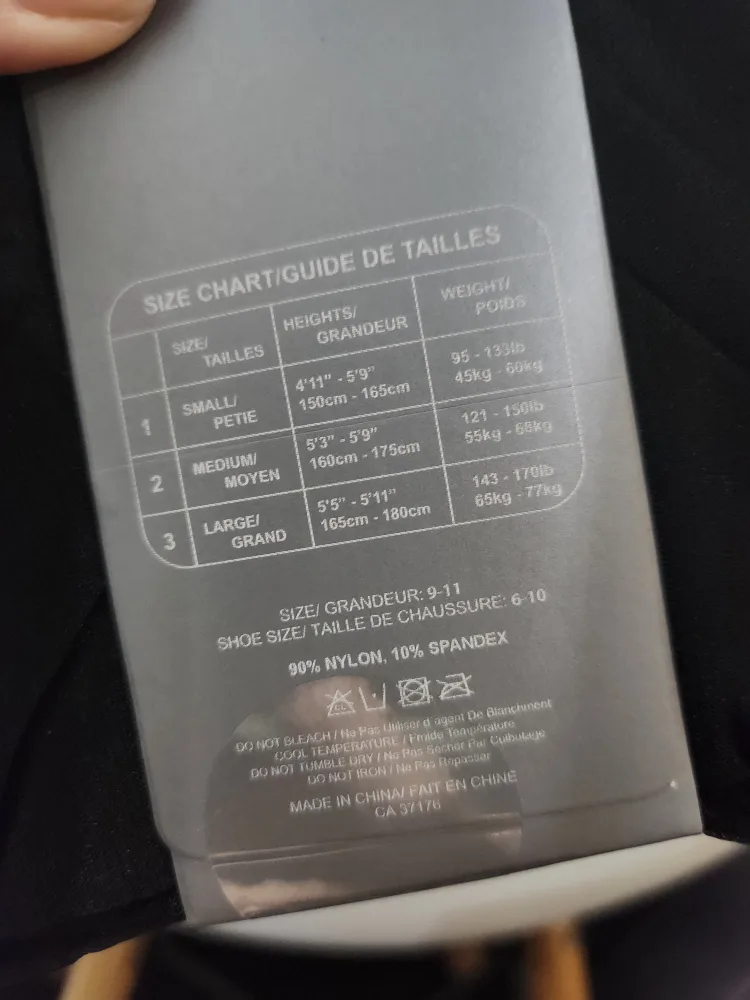 SIZE CHART/GUIDE DE TAILLES
SIZE/ TAILLES HEIGHTS/ GRANDEUR WEIGHT/ POIDS
1 SMALL/ PETIE 4'11" - 5'9" 150cm - 165cm 95 - 133lb 45kg - 60kg
2 MEDIUM/ MOYEN 5'3" - 5'9" 160cm - 175cm 121 - 150lb 55kg - 68kg
3 LARGE/ GRAND 5'5" - 5'11" 165cm - 180cm 143 - 170lb 65kg - 77kg
SIZE/ GRANDEUR: 9-11
SHOE SIZE/ TAILLE DE CHAUSSURE: 6-10
90% NYLON, 10% SPANDEX
CL
DO NOT BLEACH / Na Pas Utiliser d'agent De Blanchiment
COOL TEMPERATURE / Froide Température
DO NOT TUMBLE DRY / No Pas Sécher Par Culbutage
DO NOT IRON / Na Pas Repasser
MADE IN CHINA/ FAIT EN CHINE
CA 37176